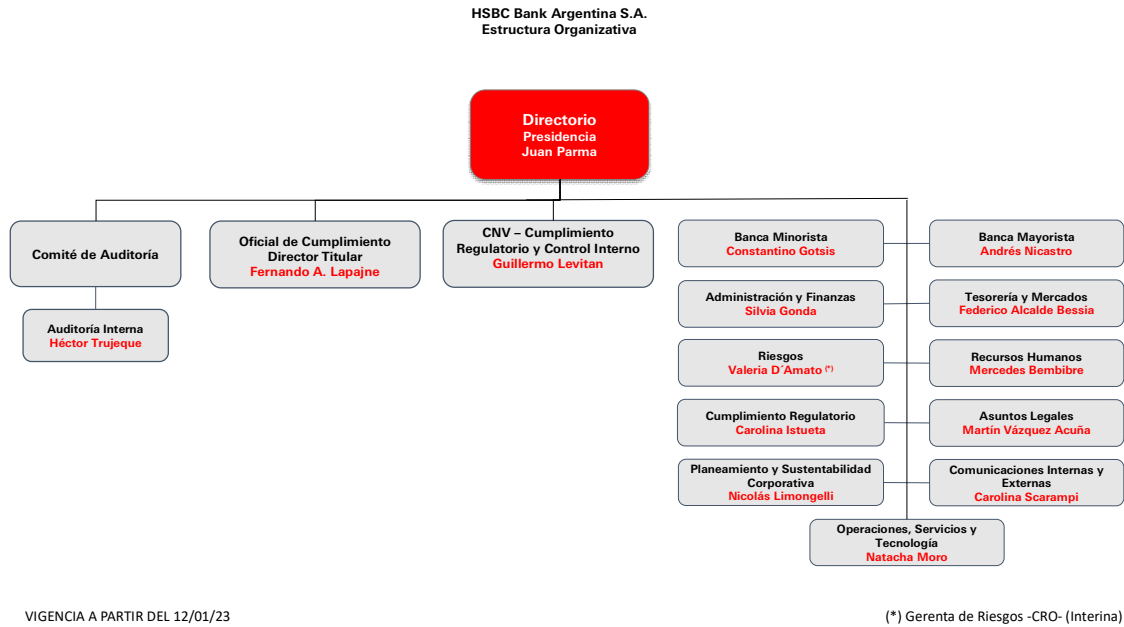 HSBC Bank Argentina S.A.
Estructura Organizativa
Directorio
Presidencia
Juan Parma
Comité de Auditoría
Auditoría Interna
Héctor Trujeque
Oficial de Cumplimiento
Director Titular
Fernando A. Lapajne
CNV – Cumplimiento
Regulatorio y Control Interno
Guillermo Levitan
Banca Minorista
Constantino Gotsis
Banca Mayorista
Andrés Nicastro
Administración y Finanzas
Silvia Gonda
Tesorería y Mercados
Federico Alcalde Bessia
Riesgos
Valeria D´Amato (*)
Recursos Humanos
Mercedes Bembibre
Cumplimiento Regulatorio
Carolina Istueta
Asuntos Legales
Martín Vázquez Acuña
Planeamiento y Sustentabilidad
Corporativa
Nicolás Limongelli
Comunicaciones Internas y
Externas
Carolina Scarampi
Operaciones, Servicios y
Tecnología
Natacha Moro
VIGENCIA A PARTIR DEL 12/01/23
(*) Gerenta de Riesgos -CRO- (Interina)